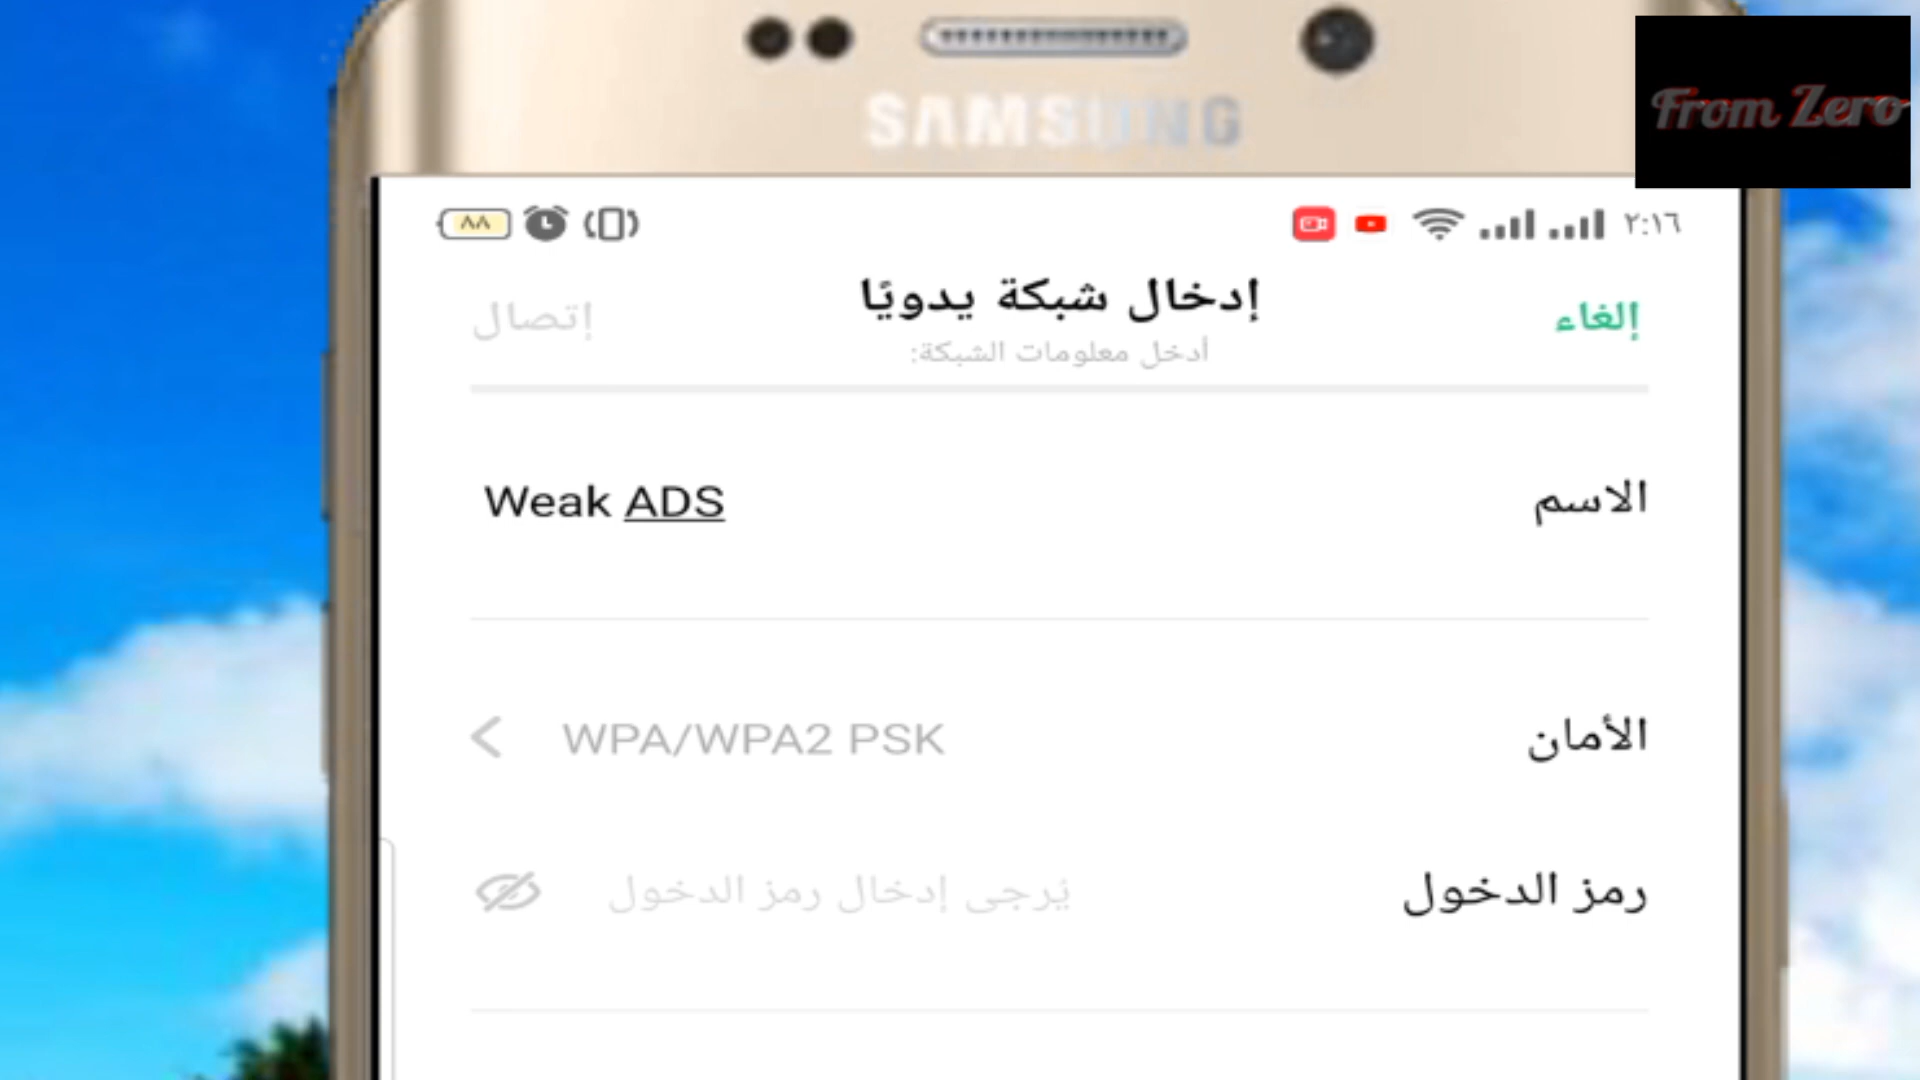 From Zero
SAMSUNG
٢:١٦ ٨٨
إلغاء إدخال شبكة يدويًا إتصال
أدخل معلومات الشبكة:
الاسم Weak ADS
الأمان WPA/WPA2 PSK
رمز الدخول يُرجى إدخال رمز الدخول